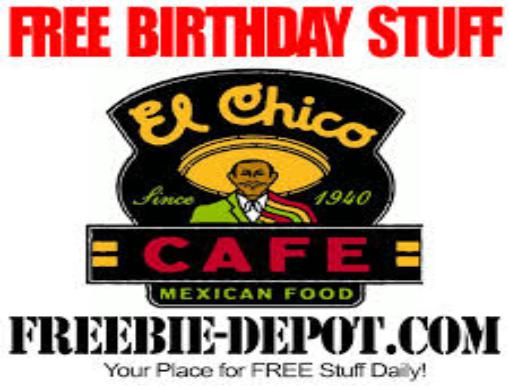 FREE BIRTHDAY STUFF
El Chico
Since 1940
CAFE
MEXICAN FOOD
FREEBIE-DEPOT.COM
Your Place for FREE Stuff Daily!